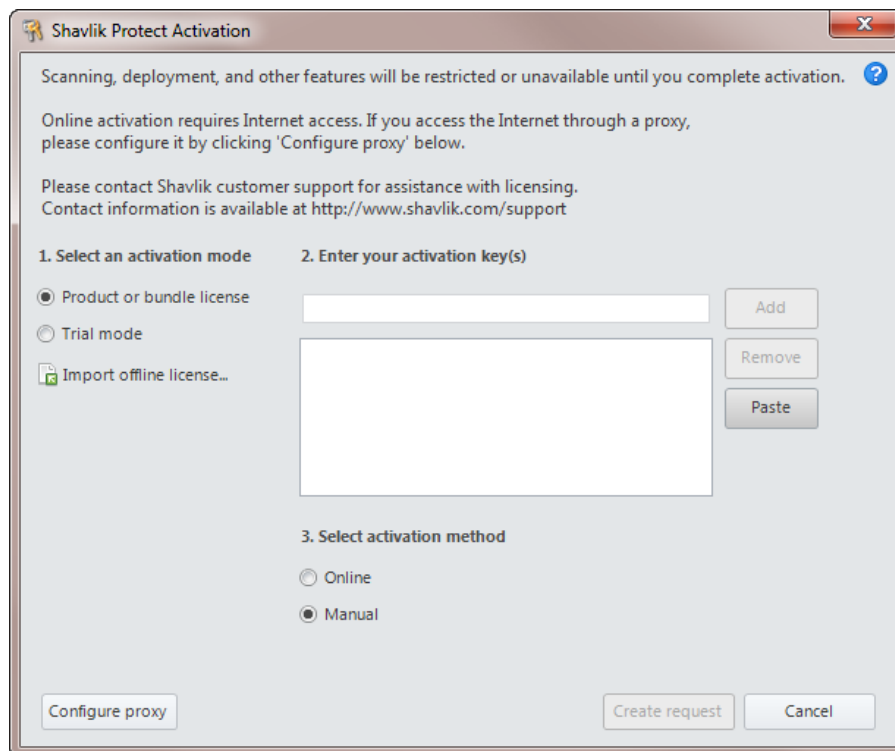 Shavlik Protect Activation
Scanning, deployment, and other features will be restricted or unavailable until you complete activation.
Online activation requires Internet access. If you access the Internet through a proxy,
please configure it by clicking 'Configure proxy' below.
Please contact Shavlik customer support for assistance with licensing.
Contact information is available at http://www.shavlik.com/support
1. Select an activation mode
Product or bundle license
Trial mode
Import offline license...
2. Enter your activation key(s)
Add
Remove
Paste
3. Select activation method
Online
Manual
Configure proxy
Create request
Cancel